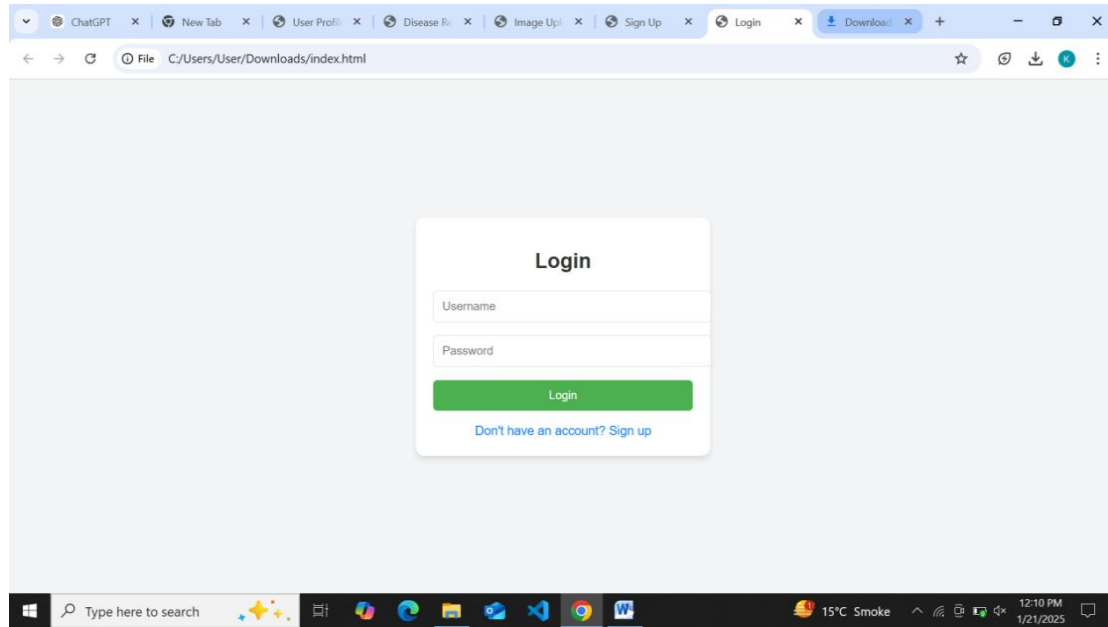 ChatGPT New Tab User Profil Disease Re Image Upl Sign Up Login Download
File C:/Users/User/Downloads/index.html K
Login
Username
Password
Login
Don't have an account? Sign up
Type here to search 15°C Smoke 12:10 PM
1/21/2025